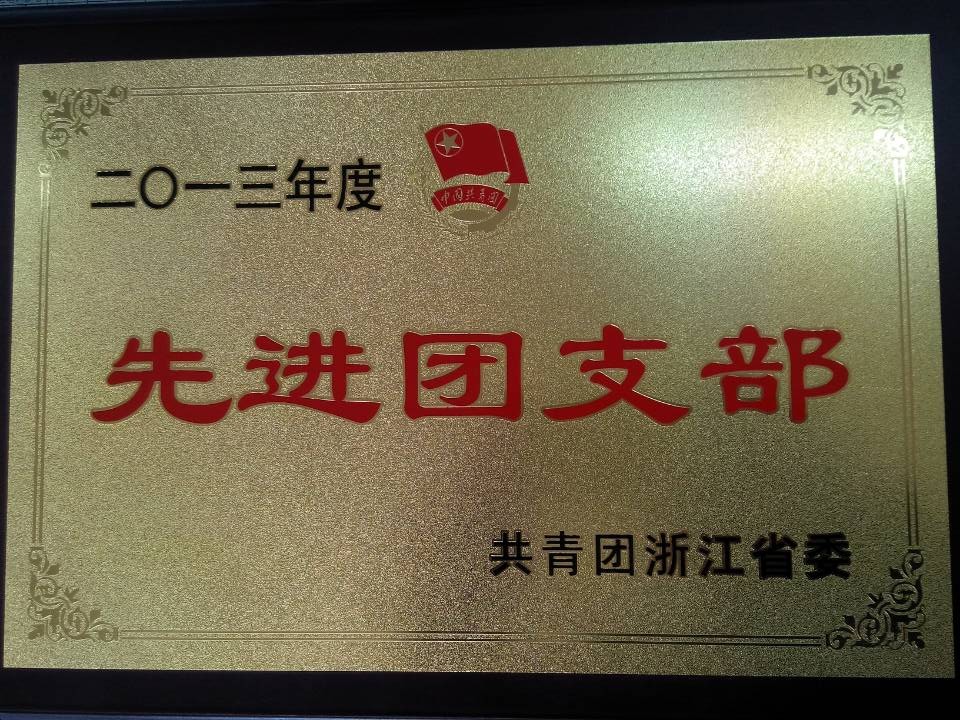 二〇一三年度
中国共青团
先进团支部
共青团浙江省委